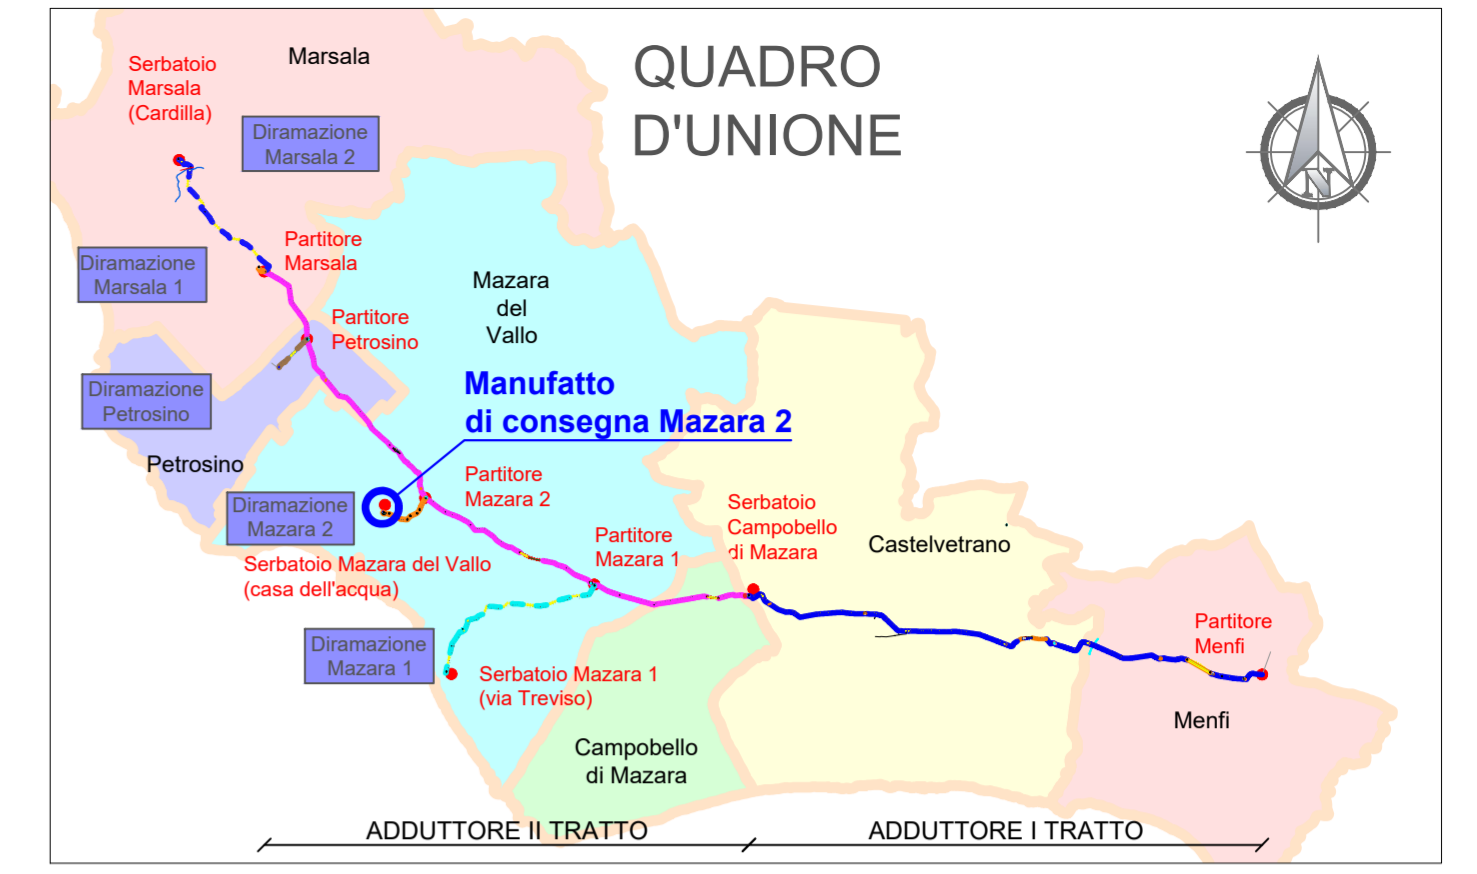 QUADRO
D'UNIONE
Marsala
Serbatoio
Marsala
(Cardilla)
Diramazione
Marsala 2
N
Partitore
Marsala
Diramazione
Marsala 1
Mazara
del
Vallo
Partitore
Petrosino
Diramazione
Petrosino
Manufatto
di consegna Mazara 2
Petrosino
Partitore
Mazara 2
Diramazione
Mazara 2
Serbatoio
Campobello
di Mazara
Partitore
Mazara 1
Castelvetrano
Serbatoio Mazara del Vallo
(casa dell'acqua)
Diramazione
Mazara 1
Partitore
Menfi
Serbatoio Mazara 1
(via Treviso)
Menfi
Campobello
di Mazara
ADDUTTORE II TRATTO
ADDUTTORE I TRATTO